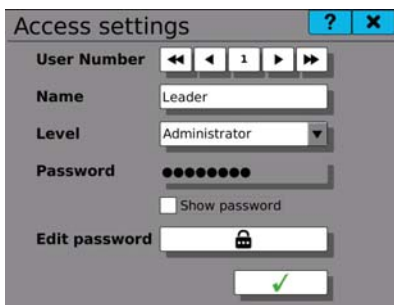 Access settings ? ×
User Number 1
Name Leader
Level Administrator
Password ●●●●●●●●
Show password
Edit password